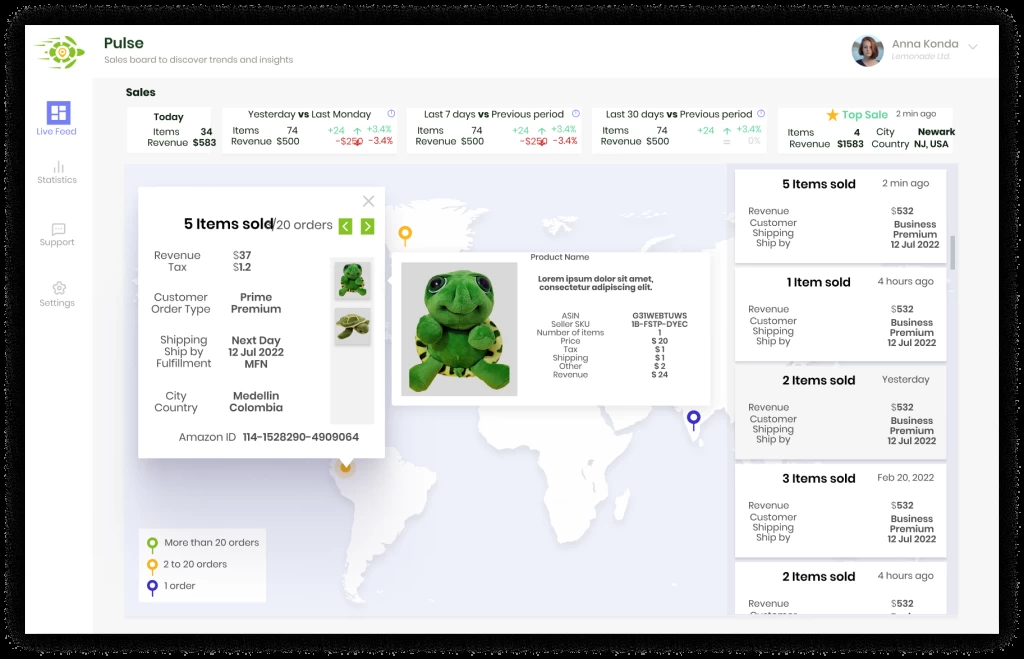 Pulse
Sales board to discover trends and insights
Anna Konda
Lemonade Ltd.
Live Feed
Statistics
Support
Settings
Sales
Today
Items 34
Revenue $583
Yesterday vs Last Monday
Items 74 +24 +3.4%
Revenue $500 -$250 -3.4%
Last 7 days vs Previous period
Items 74 +24 +3.4%
Revenue $500 -$250 -3.4%
Last 30 days vs Previous period
Items 74 +24 +3.4%
Revenue $500 = 0%
Top Sale 2 min ago
Items 4 City Newark
Revenue $1583 Country NJ, USA
5 Items sold/20 orders
Revenue $37
Tax $1.2
Customer Prime
Order Type Premium
Shipping Next Day
Ship by 12 Jul 2022
Fulfillment MFN
City Medellin
Country Colombia
Amazon ID 114-1528290-4909064
Product Name
Lorem ipsum dolor sit amet,
consectetur adipiscing elit.
ASIN G31WEBTUWS
Seller SKU 1B-FSTP-DYEC
Number of items 1
Price $ 20
Tax $ 1
Shipping $ 1
Other $ 2
Revenue $ 24
More than 20 orders
2 to 20 orders
1 order
5 Items sold 2 min ago
Revenue $532
Customer Business
Shipping Premium
Ship by 12 Jul 2022
1 Item sold 4 hours ago
Revenue $532
Customer Business
Shipping Premium
Ship by 12 Jul 2022
2 Items sold Yesterday
Revenue $532
Customer Business
Shipping Premium
Ship by 12 Jul 2022
3 Items sold Feb 20, 2022
Revenue $532
Customer Business
Shipping Premium
Ship by 12 Jul 2022
2 Items sold 4 hours ago
Revenue $532
Customer